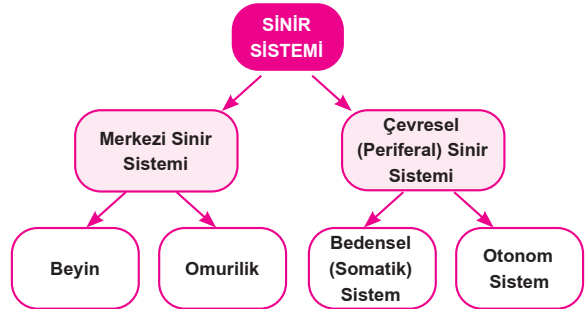 SİNİR
SİSTEMİ
Merkezi Sinir
Sistemi
Çevresel
(Periferal) Sinir
Sistemi
Beyin
Omurilik
Bedensel
(Somatik)
Sistem
Otonom
Sistem